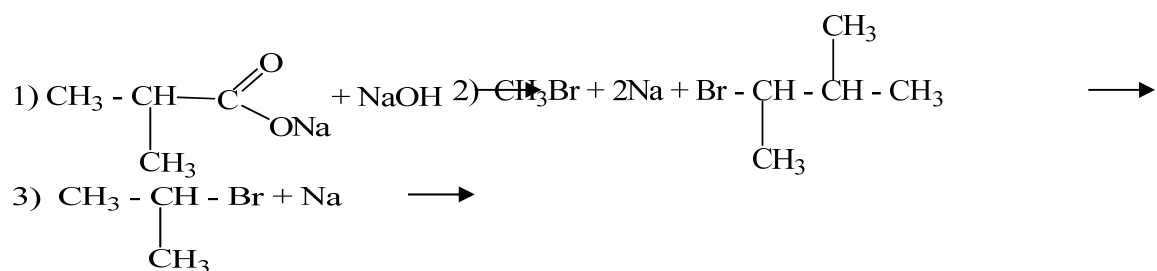 CH₃
O
1) CH₃ - CH C + NaOH 2) CH₃Br + 2Na + Br - CH - CH - CH₃
ONa
CH₃ CH₃
3) CH₃ - CH - Br + Na
CH₃